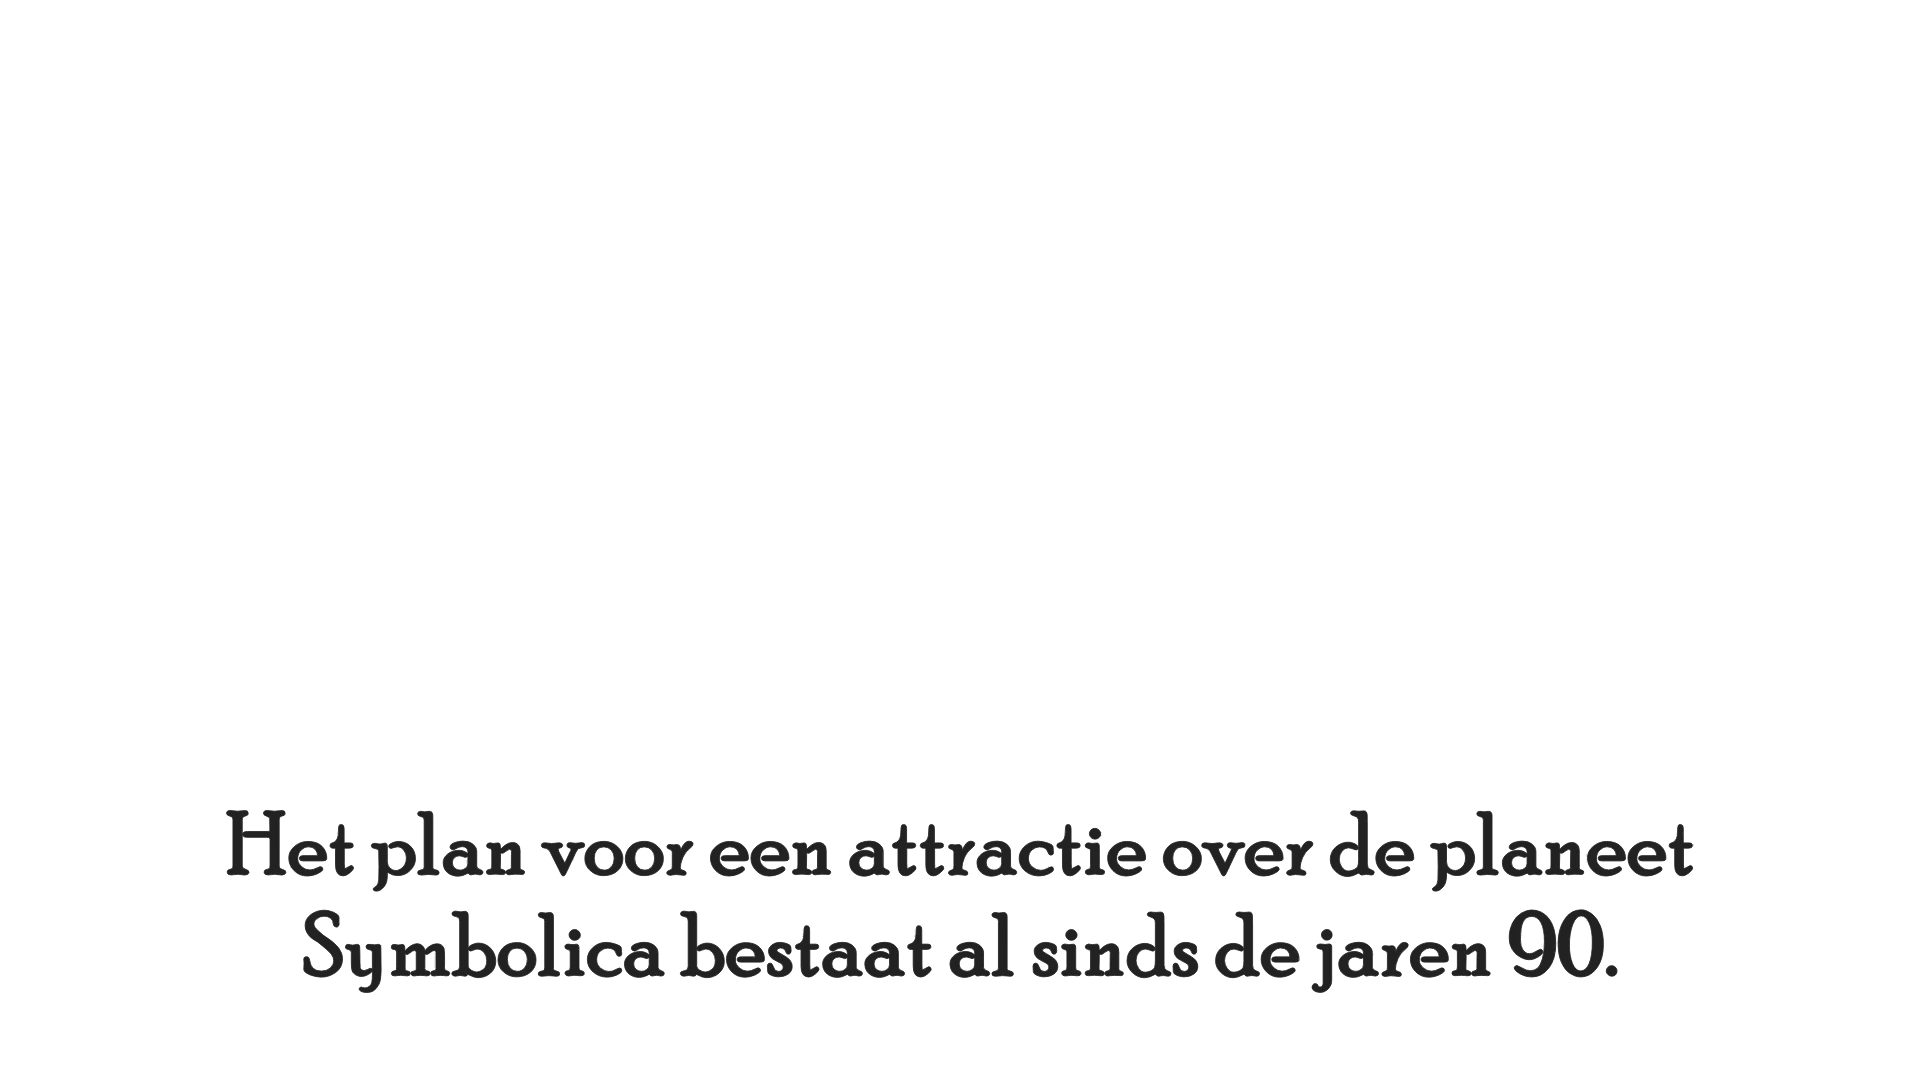 Het plan voor een attractie over de planeet
Symbolica bestaat al sinds de jaren 90.